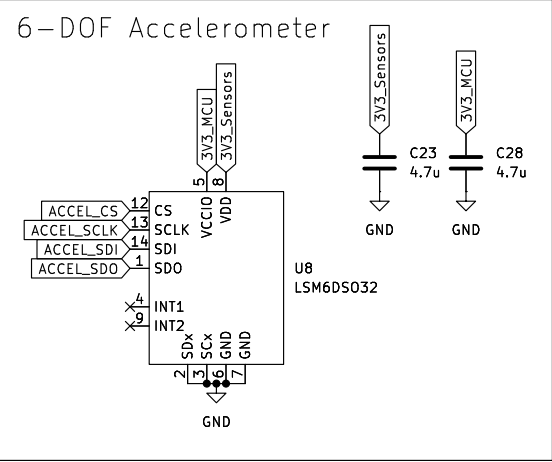 6-DOF Accelerometer
3V3_MCU
3V3_Sensors
3V3_Sensors
3V3_MCU
C23
4.7u
C28
4.7u
GND
GND
5
8
VCCIO
VDD
ACCEL_CS 12 CS
ACCEL_SCLK 13 SCLK
ACCEL_SDI 14 SDI
ACCEL_SDO 1 SDO
U8
LSM6DSO32
4 INT1
9 INT2
SDx
SCx
GND
GND
2
3
6
7
GND